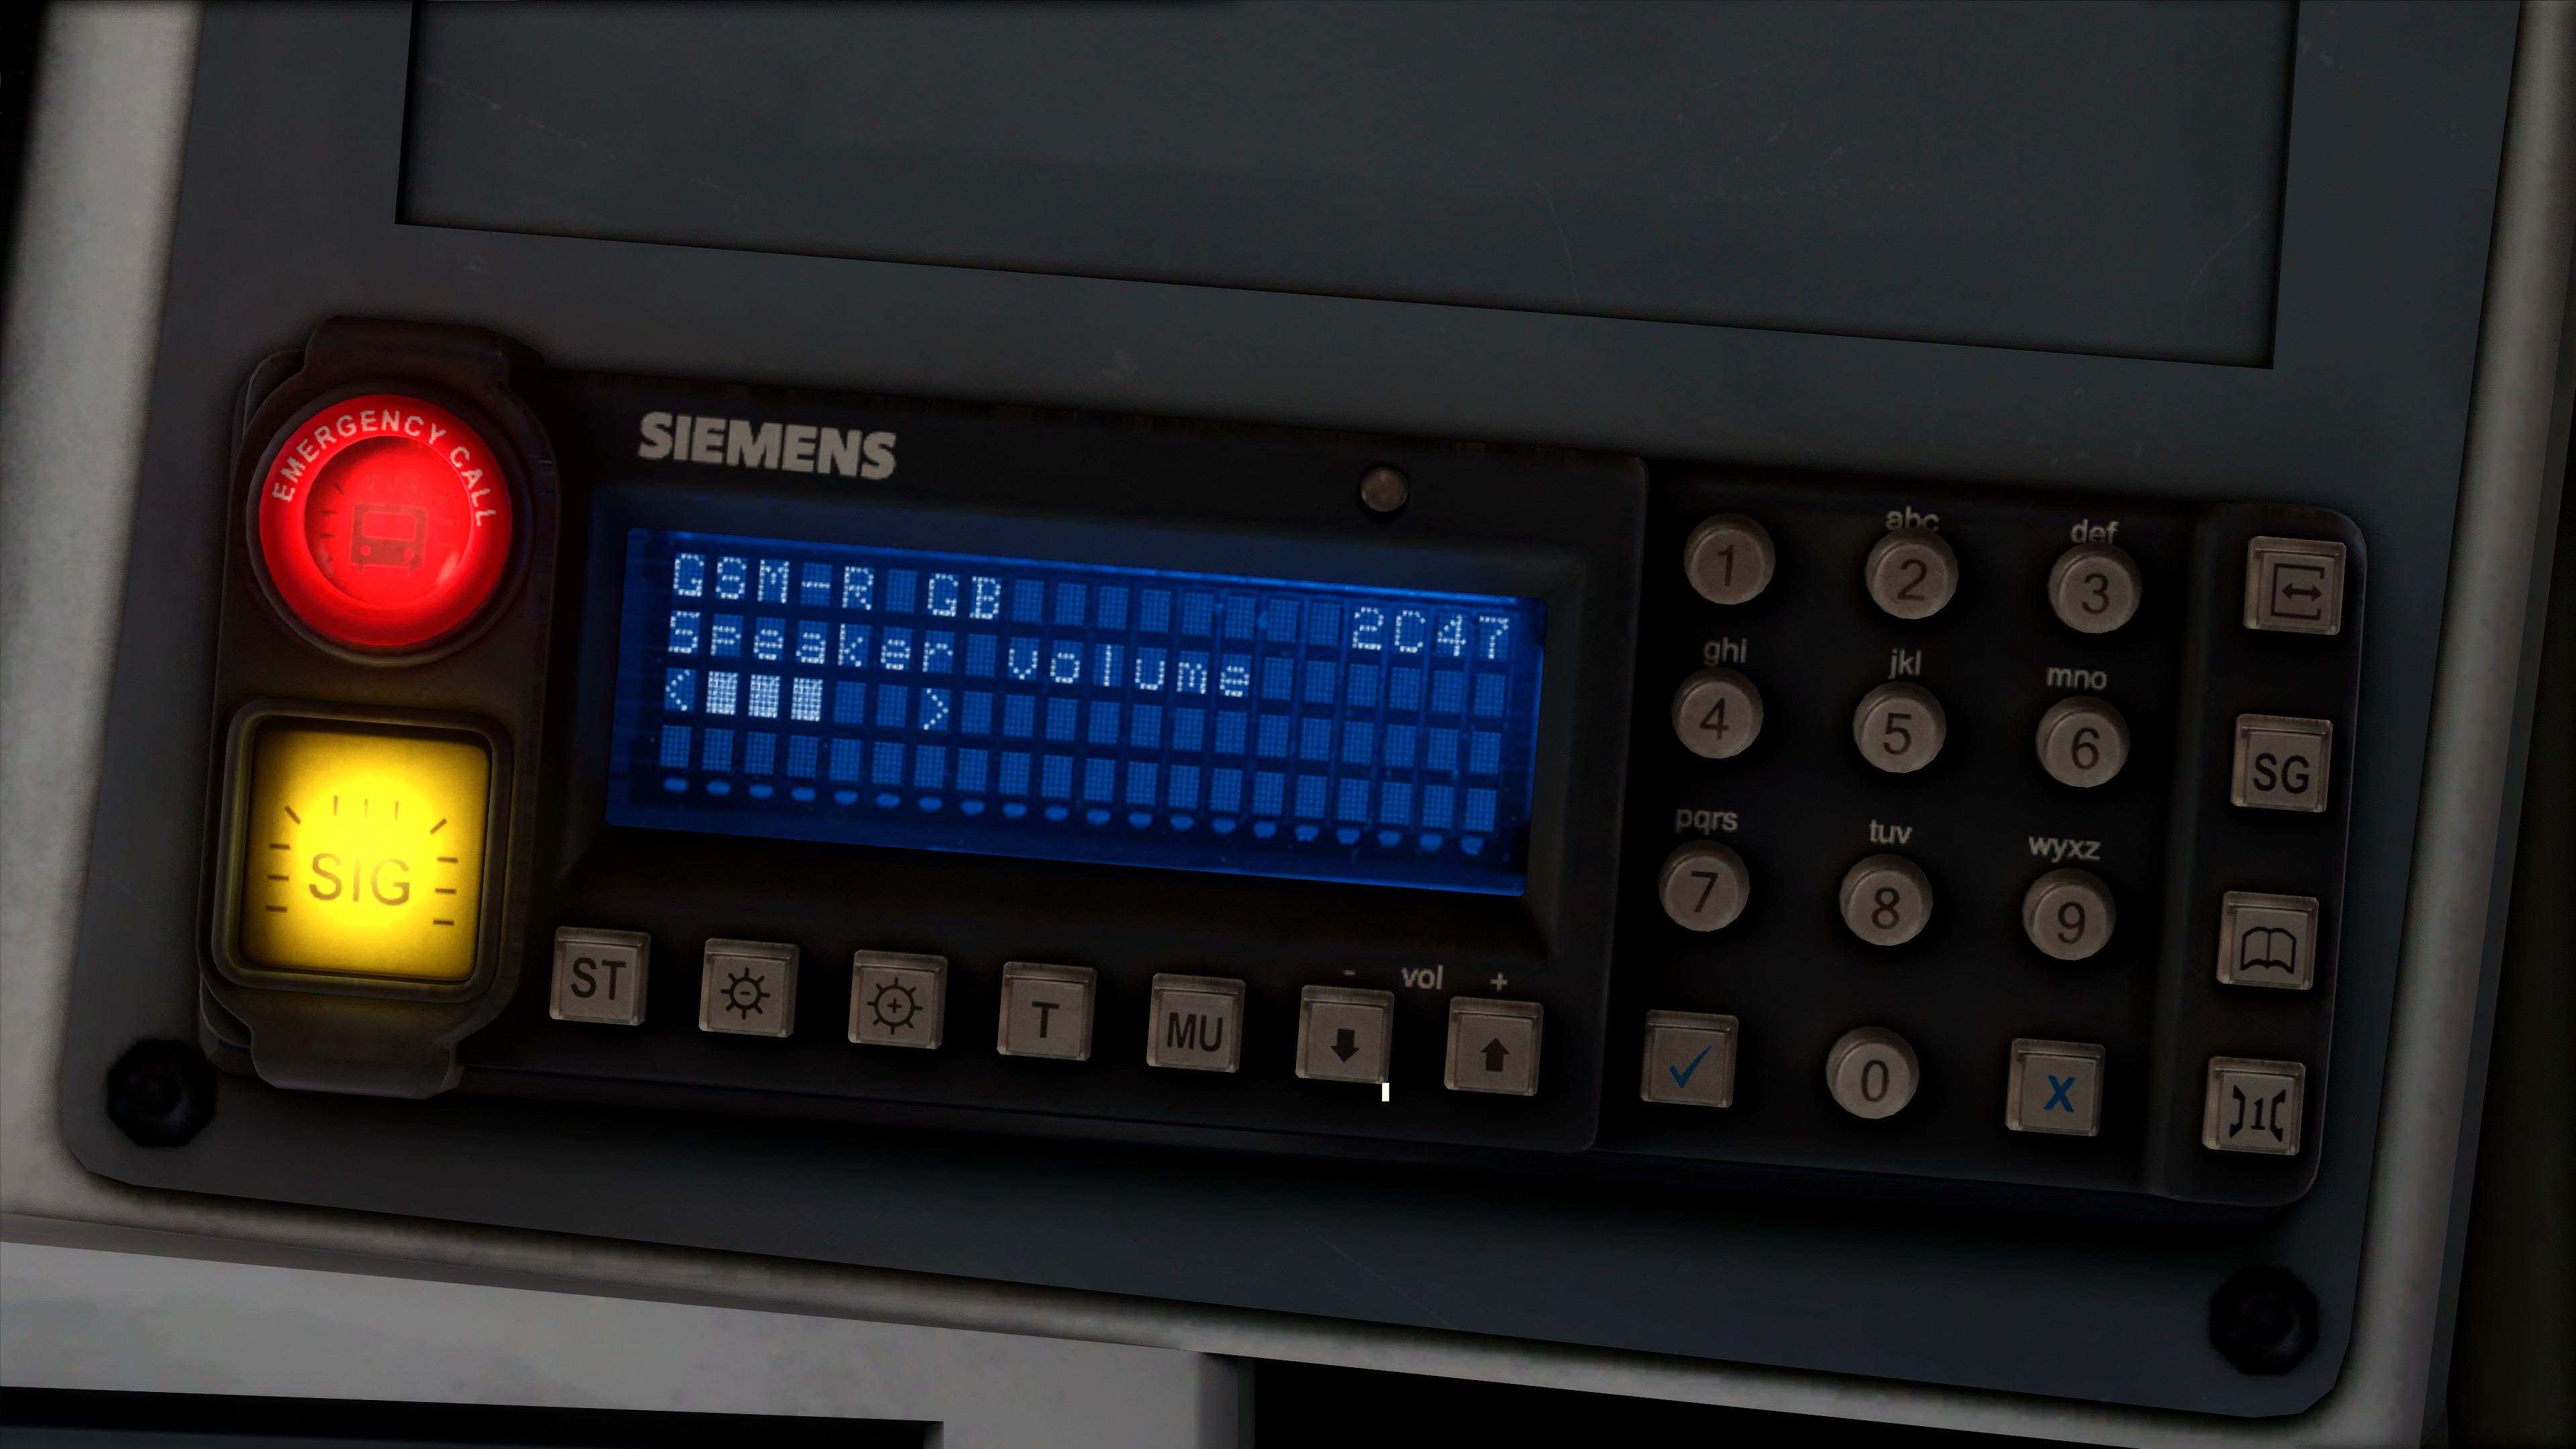 EMERGENCY CALL
SIEMENS
GSM-R GB 2C47
Speaker volume
< >
SIG
ST
T
MU
- vol +
1
abc
2
def
3
ghi
4
jkl
5
mno
6
pqrs
7
tuv
8
wyxz
9
0
X
SG
1